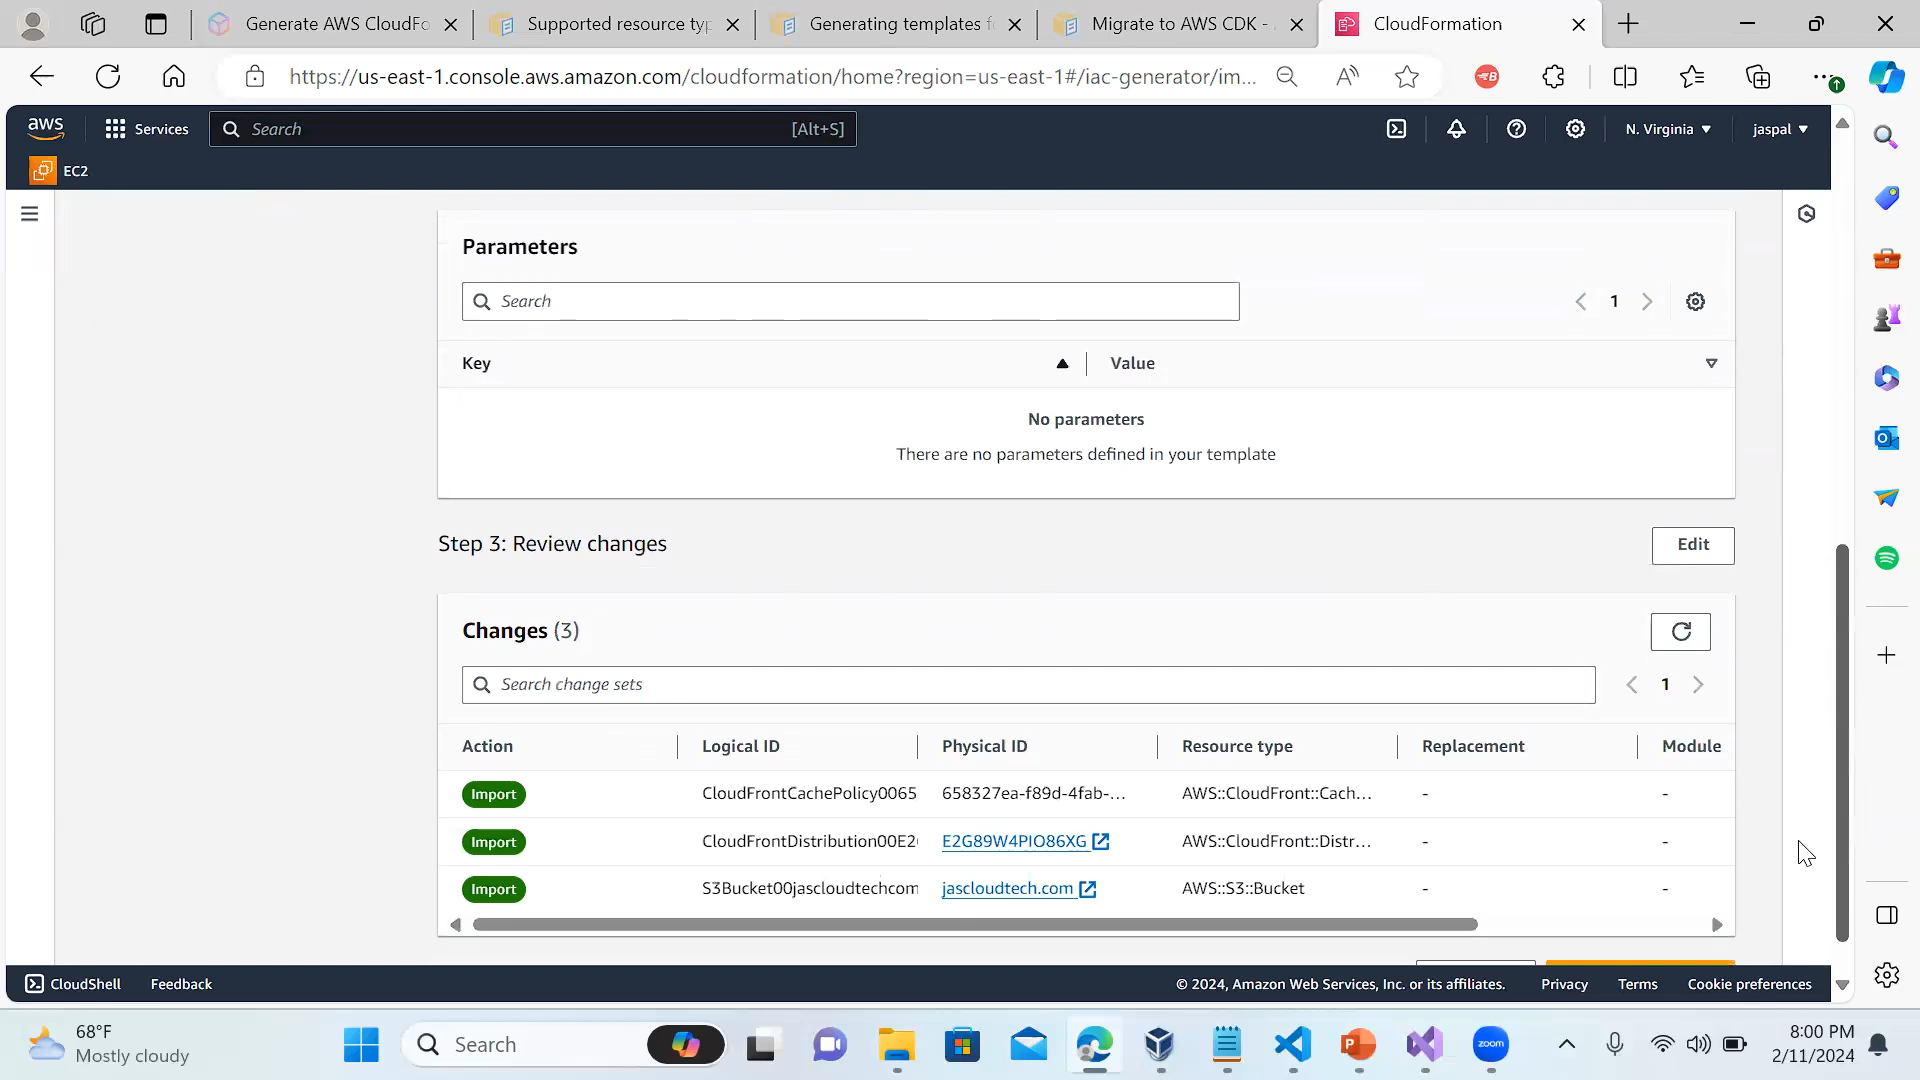 Generate AWS CloudFo
Supported resource typ
Generating templates f
Migrate to AWS CDK -
CloudFormation
https://us-east-1.console.aws.amazon.com/cloudformation/home?region=us-east-1#/iac-generator/im...
aws
Services
Search
[Alt+S]
N. Virginia
jaspal
EC2
Parameters
Search
1
Key
Value
No parameters
There are no parameters defined in your template
Step 3: Review changes
Edit
Changes (3)
Search change sets
1
Action
Logical ID
Physical ID
Resource type
Replacement
Module
Import
CloudFrontCachePolicy0065
658327ea-f89d-4fab-...
AWS::CloudFront::Cach...
-
-
Import
CloudFrontDistribution00E2
E2G89W4PIO86XG
AWS::CloudFront::Distr...
-
-
Import
S3Bucket00jascloudtechcom
jascloudtech.com
AWS::S3::Bucket
-
-
CloudShell
Feedback
© 2024, Amazon Web Services, Inc. or its affiliates.
Privacy
Terms
Cookie preferences
68°F
Mostly cloudy
Search
zoom
8:00 PM
2/11/2024